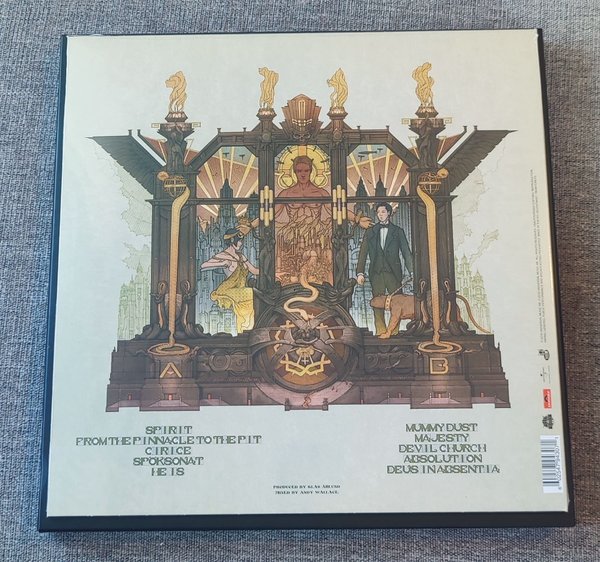 A
B
SPIRIT
FROM THE PINNACLE TO THE PIT
CIRICE
SPÖKSONAT
HE IS
MUMMY DUST
MAJESTY
DEVIL CHURCH
ABSOLUTION
DEUS IN ABSENTIA
PRODUCED BY KLAS ÅHLUND
MIXED BY ANDY WALLACE